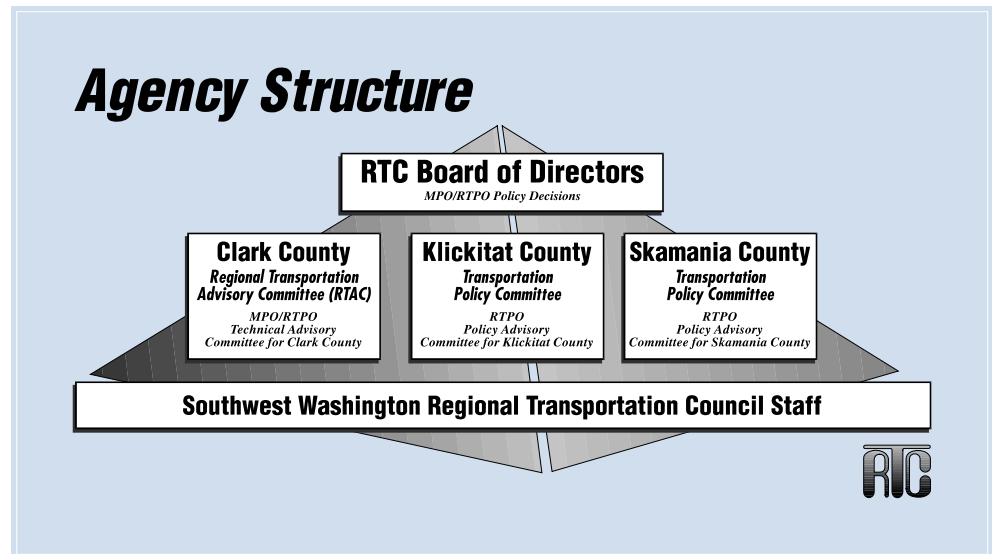 Agency Structure
RTC Board of Directors
MPO/RTPO Policy Decisions
Clark County
Regional Transportation
Advisory Committee (RTAC)
MPO/RTPO
Technical Advisory
Committee for Clark County
Klickitat County
Transportation
Policy Committee
RTPO
Policy Advisory
Committee for Klickitat County
Skamania County
Transportation
Policy Committee
RTPO
Policy Advisory
Committee for Skamania County
Southwest Washington Regional Transportation Council Staff
RTC